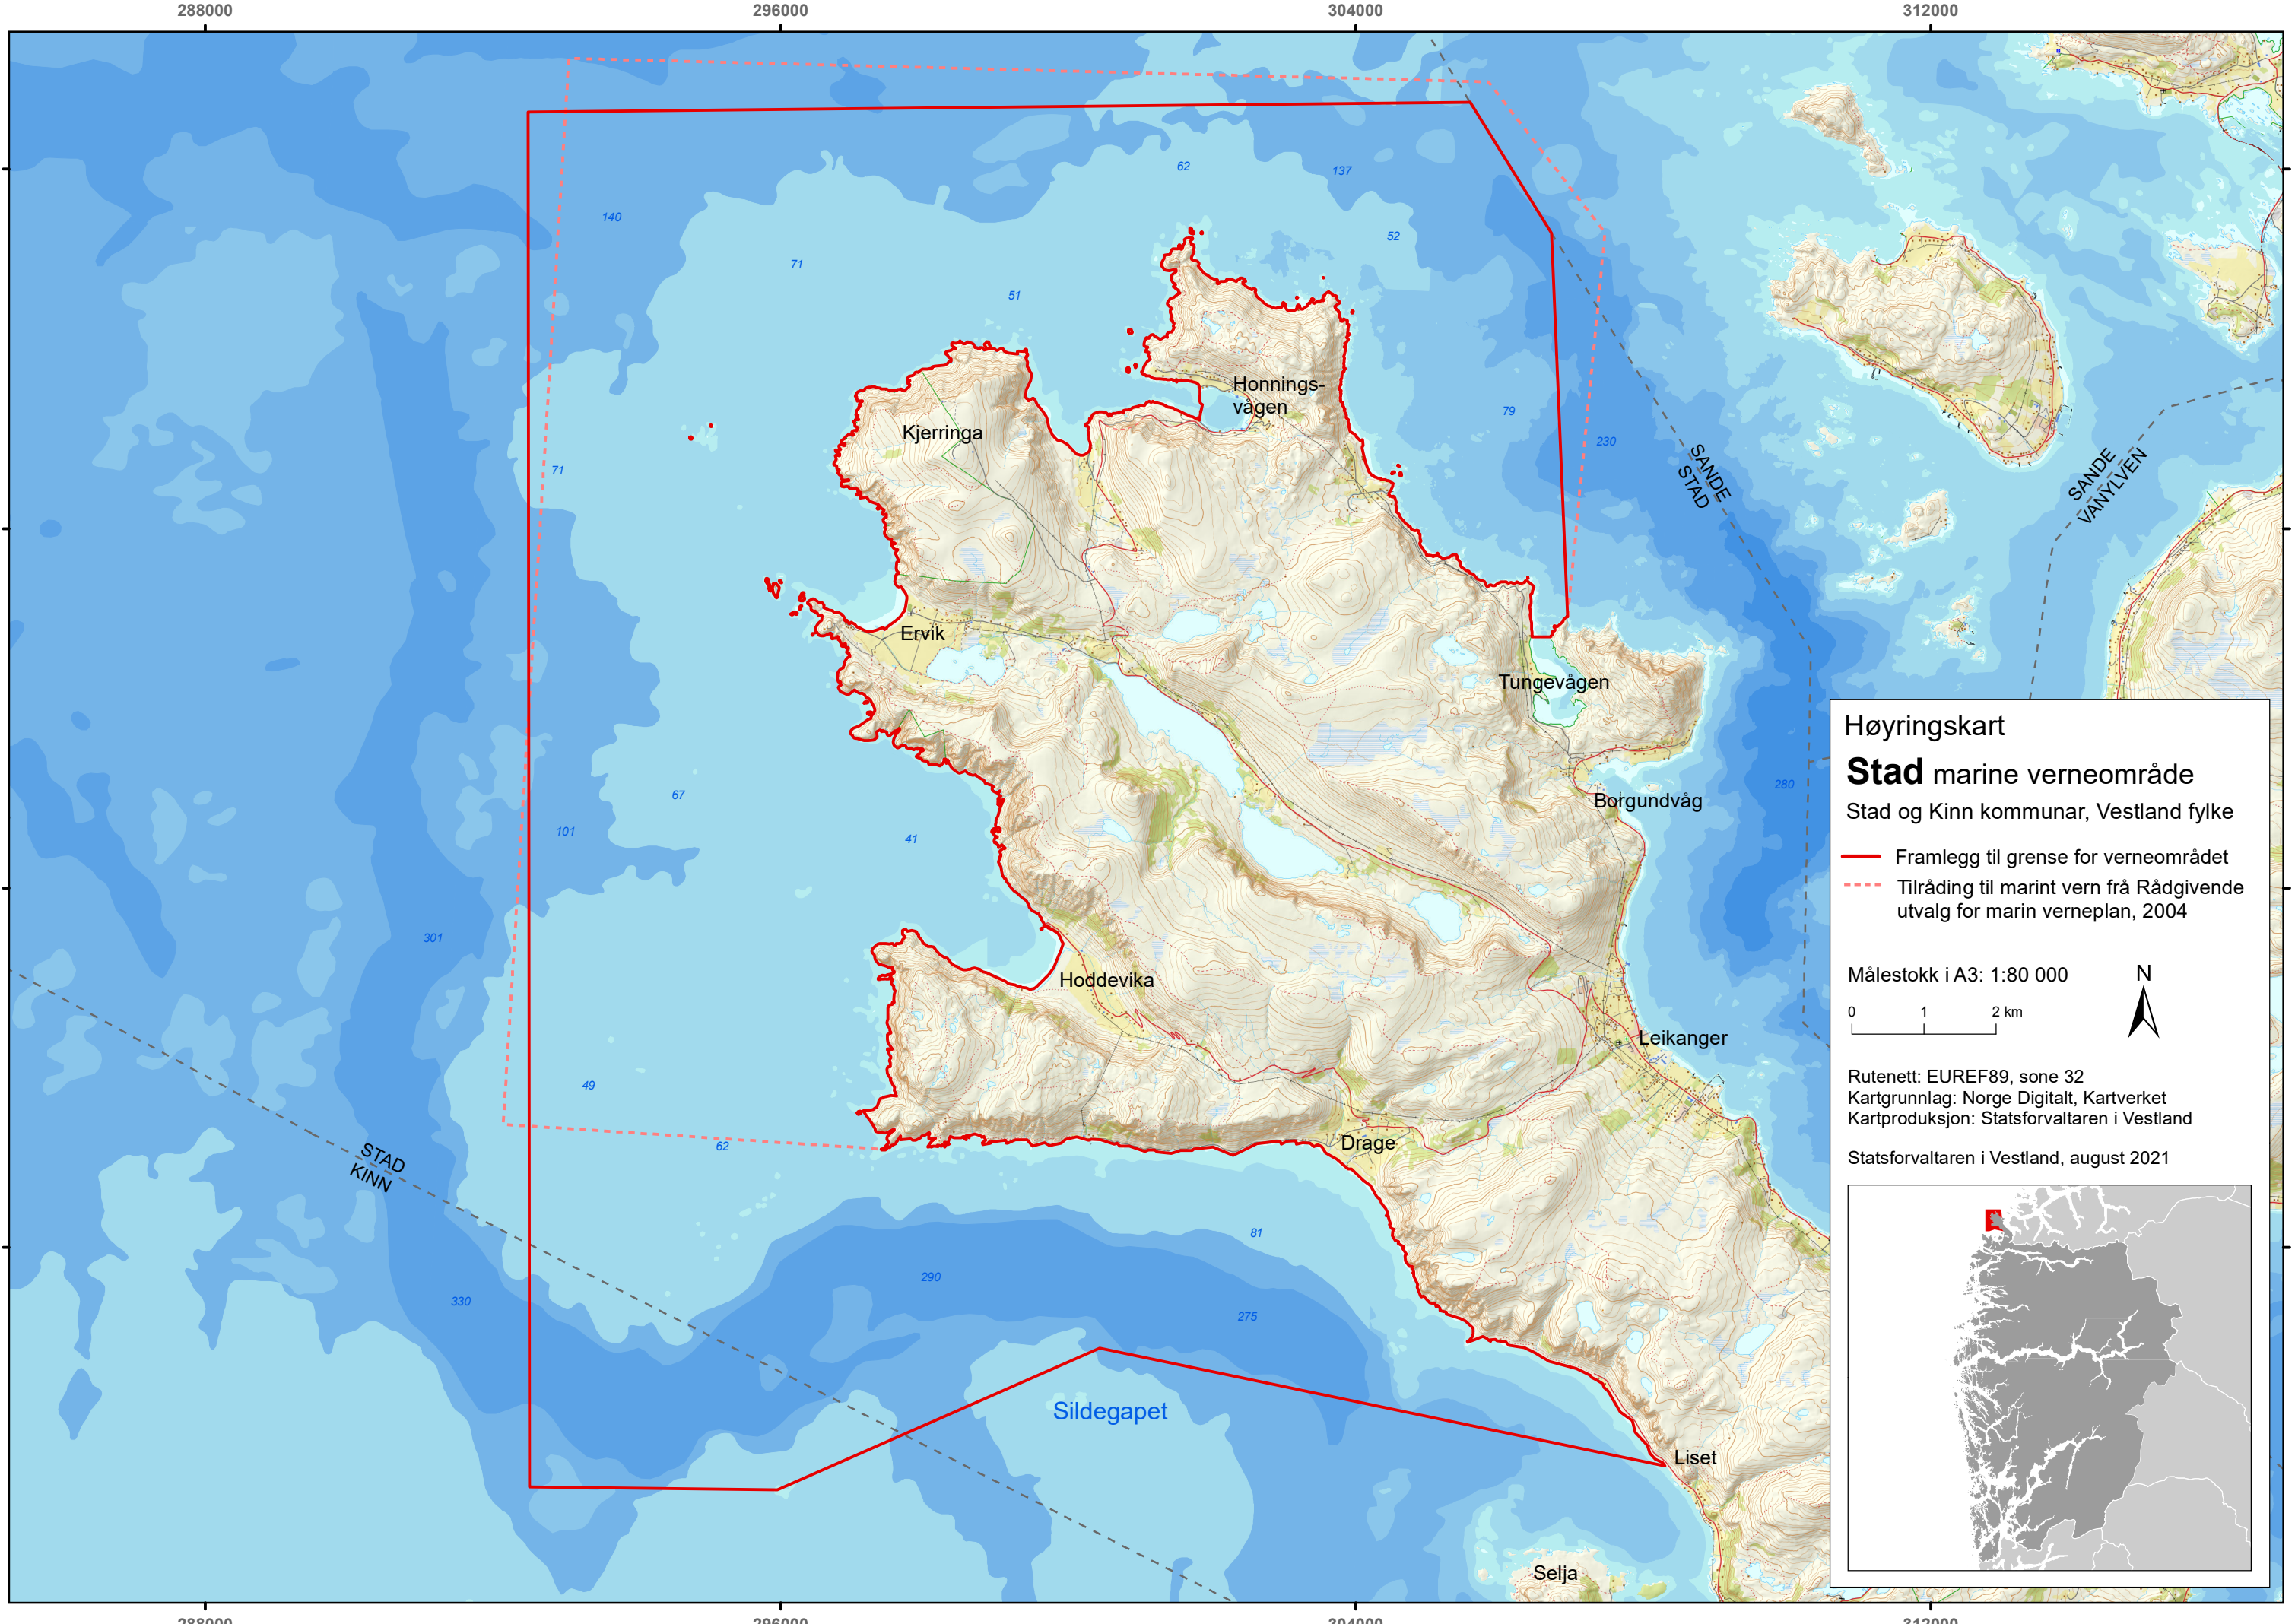 288000
296000
304000
312000
62
137
140
52
71
51
Honnings-
vågen
Kjerringa
79
230
71
SANDE
STAD
SANDE
VANYLVEN
Ervik
Tungevågen
67
101
41
280
Borgundvåg
301
Hoddevika
Leikanger
49
62
Drage
STAD
KINN
81
290
330
275
Sildegapet
Liset
Selja
Høyringskart
Stad marine verneområde
Stad og Kinn kommunar, Vestland fylke
Framlegg til grense for verneområdet
Tilråding til marint vern frå Rådgivende
utvalg for marin verneplan, 2004
Målestokk i A3: 1:80 000
N
0 1 2 km
Rutenett: EUREF89, sone 32
Kartgrunnlag: Norge Digitalt, Kartverket
Kartproduksjon: Statsforvaltaren i Vestland
Statsforvaltaren i Vestland, august 2021
288000
296000
304000
312000